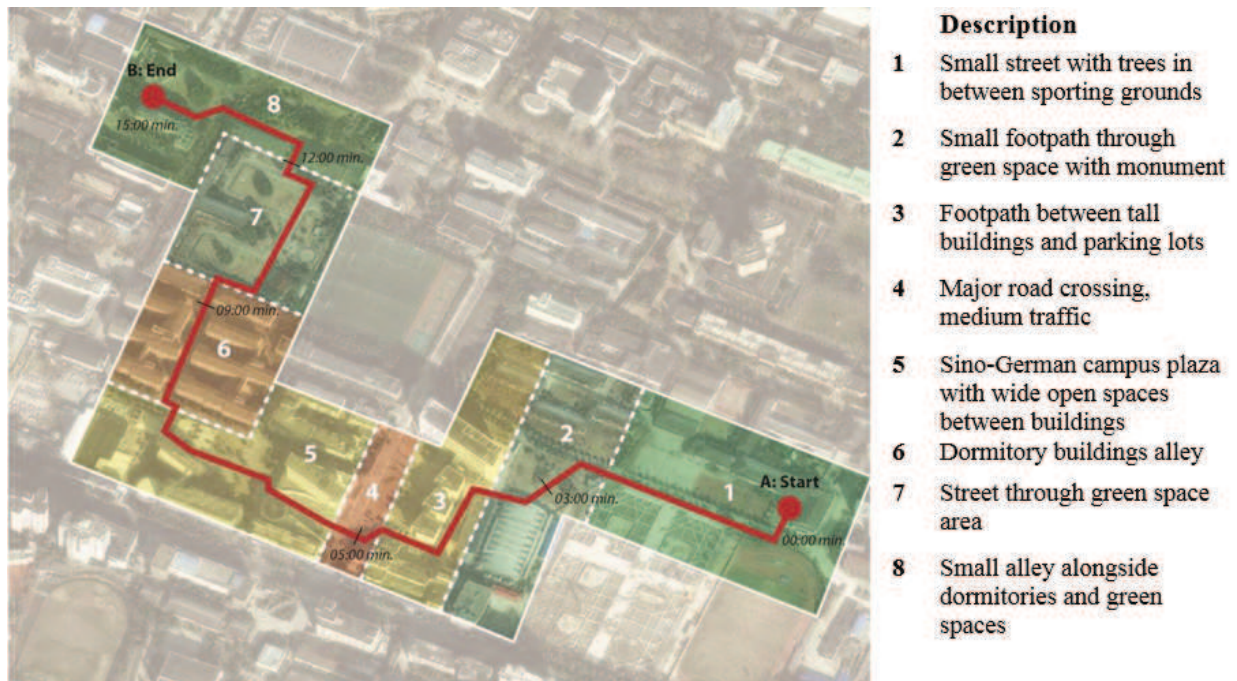 B: End
8
15:00 min.
12:00 min.
7
09:00 min.
6
2
5
1
A: Start
4
3
03:00 min.
00:00 min.
05:00 min.
Description
1 Small street with trees in
between sporting grounds
2 Small footpath through
green space with monument
3 Footpath between tall
buildings and parking lots
4 Major road crossing,
medium traffic
5 Sino-German campus plaza
with wide open spaces
between buildings
6 Dormitory buildings alley
7 Street through green space
area
8 Small alley alongside
dormitories and green
spaces